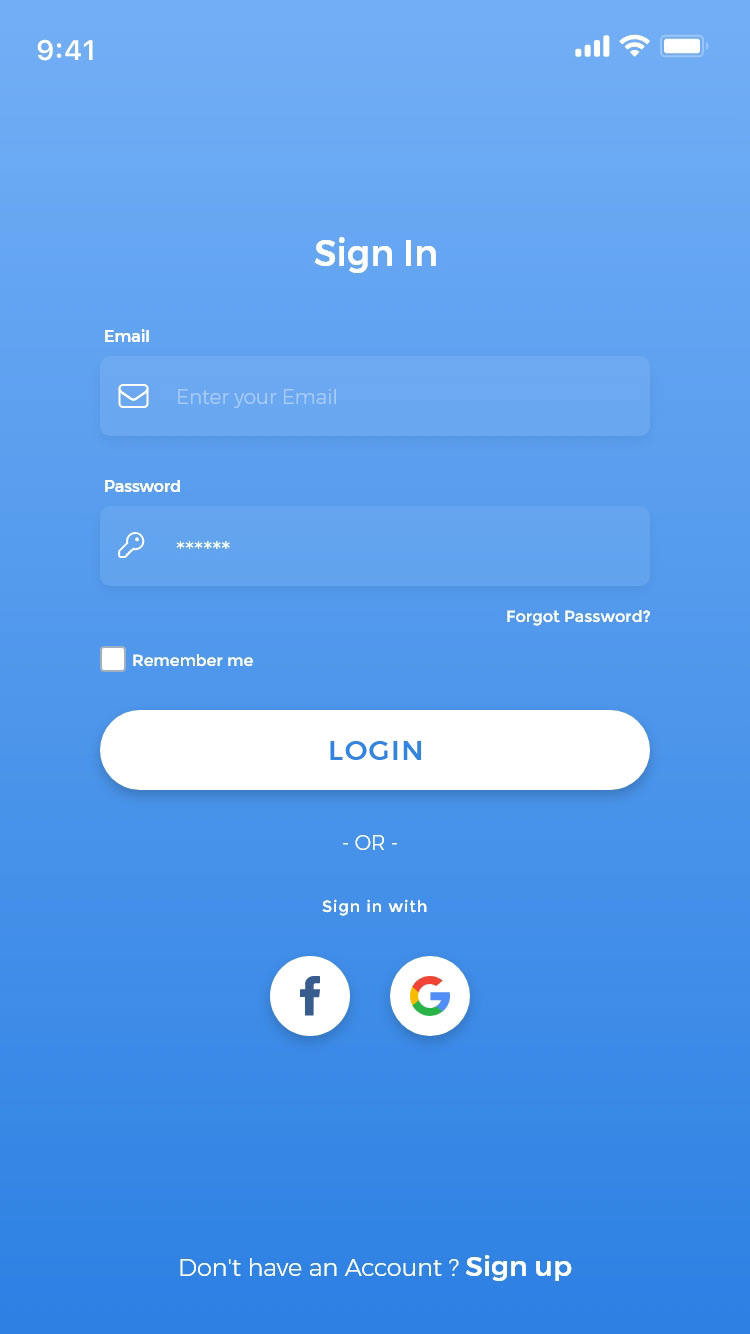 9:41
Sign In
Email
Enter your Email
Password
******
Forgot Password?
Remember me
LOGIN
- OR -
Sign in with
Don't have an Account ? Sign up